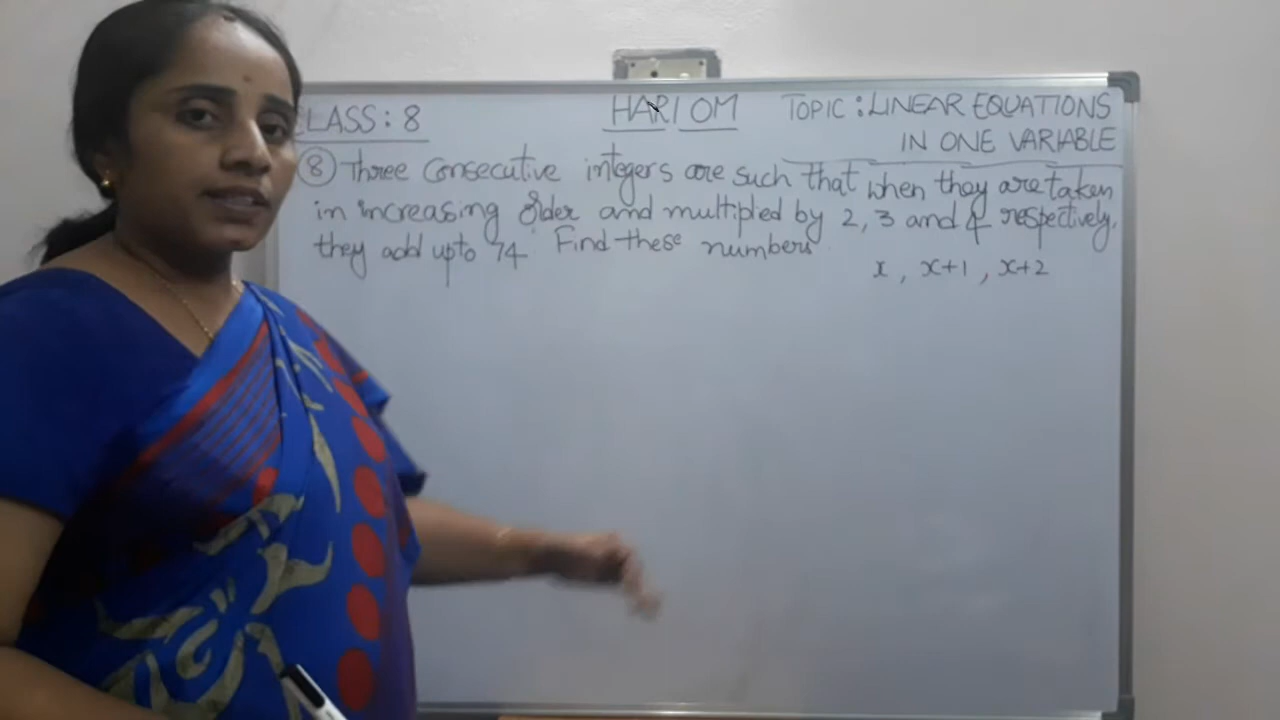 CLASS: 8
HARI OM
TOPIC: LINEAR EQUATIONS
IN ONE VARIABLE
8 Three consecutive integers are such that when they are taken
in increasing order and multiplied by 2, 3 and 4 respectively,
they add upto 74. Find these numbers
x, x+1, x+2